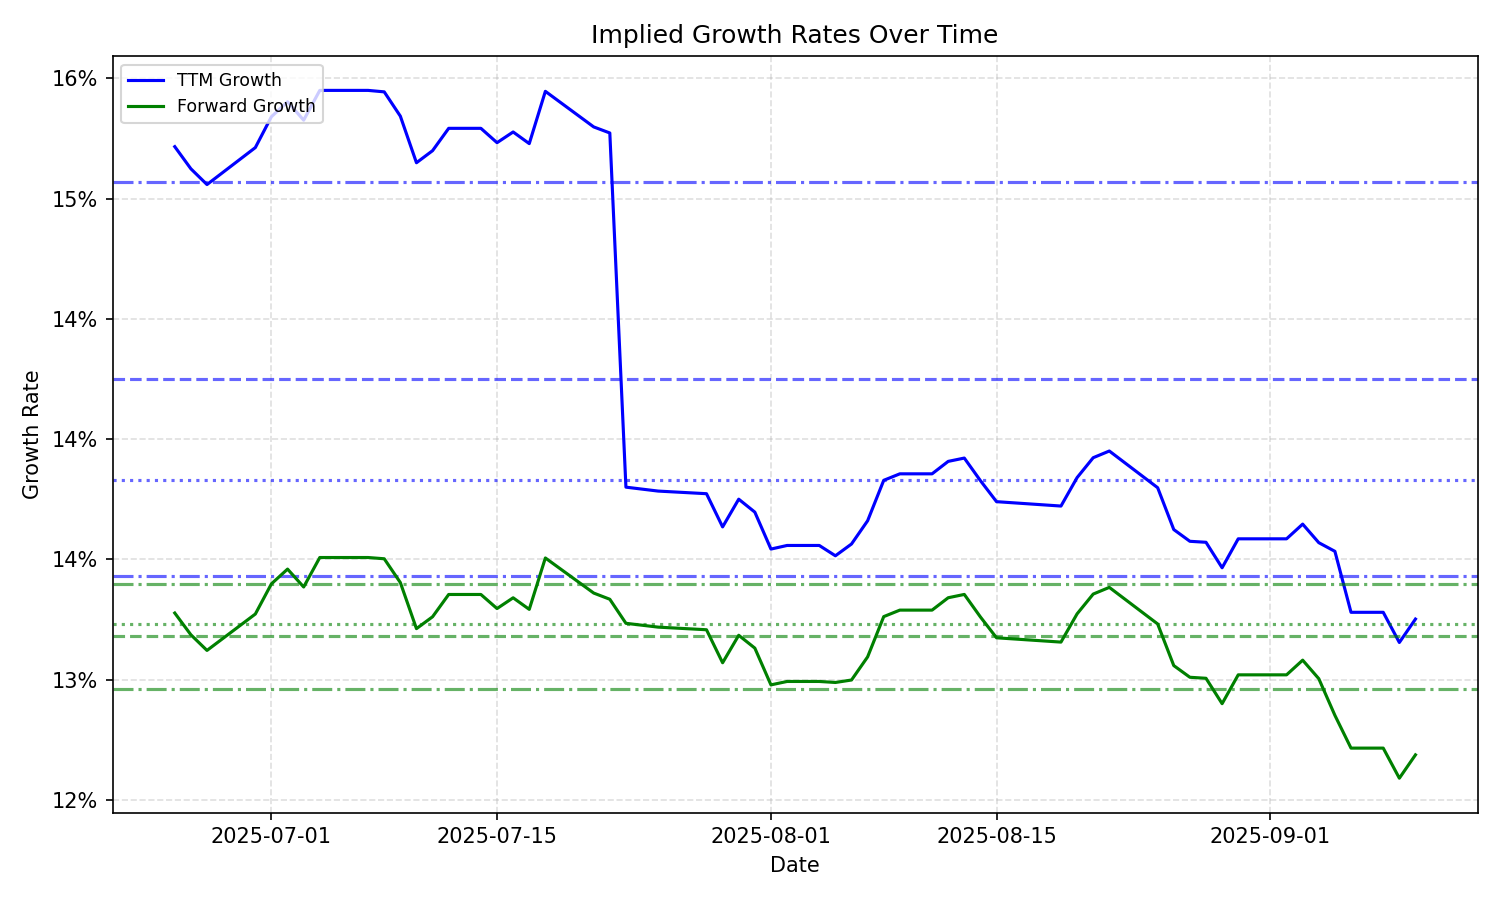 Implied Growth Rates Over Time
TTM Growth
Forward Growth
Growth Rate
16%
15%
14%
14%
14%
13%
12%
2025-07-01
2025-07-15
2025-08-01
2025-08-15
2025-09-01
Date